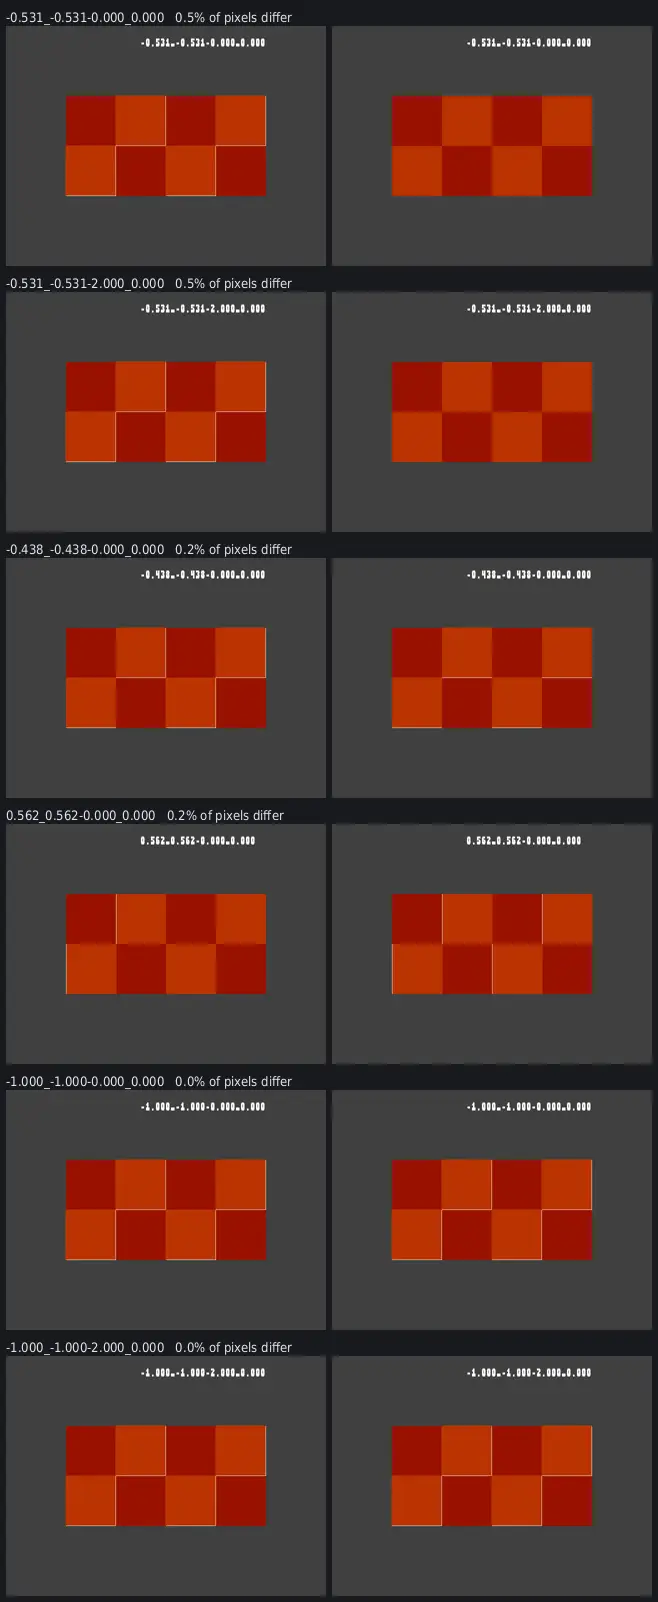 -0.531_-0.531-0.000_0.000 0.5% of pixels differ
-0.531_-0.531-0.000_0.000 -0.531_-0.531-0.000_0.000
-0.531_-0.531-2.000_0.000 0.5% of pixels differ
-0.531_-0.531-2.000_0.000 -0.531_-0.531-2.000_0.000
-0.438_-0.438-0.000_0.000 0.2% of pixels differ
-0.438_-0.438-0.000_0.000 -0.438_-0.438-0.000_0.000
0.562_0.562-0.000_0.000 0.2% of pixels differ
0.562_0.562-0.000_0.000 0.562_0.562-0.000_0.000
-1.000_-1.000-0.000_0.000 0.0% of pixels differ
-1.000_-1.000-0.000_0.000 -1.000_-1.000-0.000_0.000
-1.000_-1.000-2.000_0.000 0.0% of pixels differ
-1.000_-1.000-2.000_0.000 -1.000_-1.000-2.000_0.000